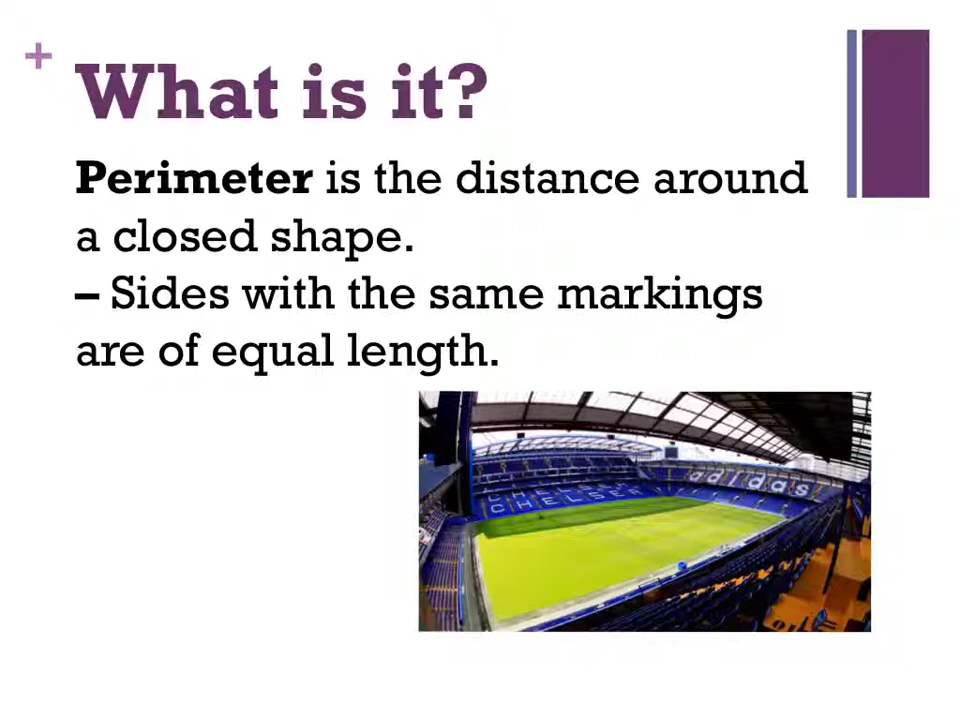 +
What is it?
Perimeter is the distance around
a closed shape.
– Sides with the same markings
are of equal length.
adidas
CHELSEA
CHELSEA